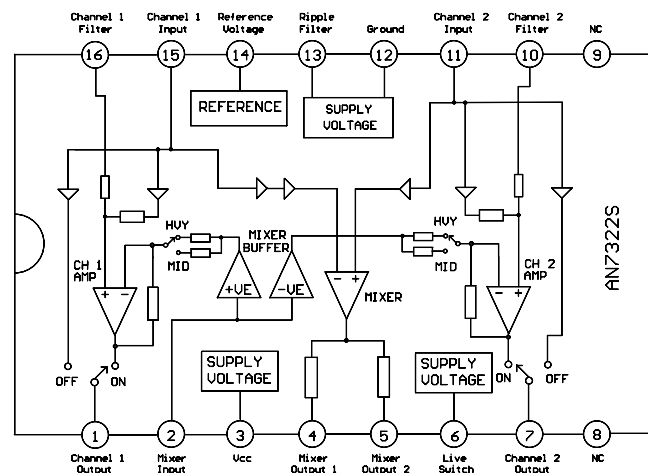 Channel 1 Channel 1 Reference Ripple Channel 2 Channel 2
Filter Input Voltage Filter Ground Input Filter NC
16 15 14 13 12 11 10 9
REFERENCE
SUPPLY
VOLTAGE
HVY
MID
MIXER
BUFFER
HVY
MID
CH 1
AMP
+ -
+VE
-VE
- +
MIXER
- +
CH 2
AMP
AN7322S
OFF
ON
SUPPLY
VOLTAGE
SUPPLY
VOLTAGE
ON
OFF
1 2 3 4 5 6 7 8
Channel 1 Mixer Vcc Mixer Mixer Live Channel 2 NC
Output Input Output 1 Output 2 Switch Output